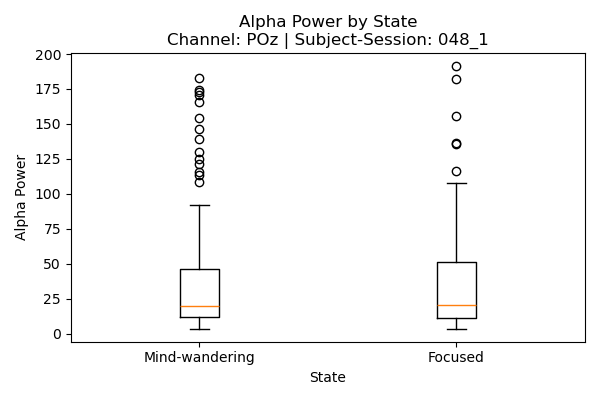 Alpha Power by State
Channel: POz | Subject-Session: 048_1
200
175
150
125
100
75
50
25
0
Alpha Power
Mind-wandering
Focused
State